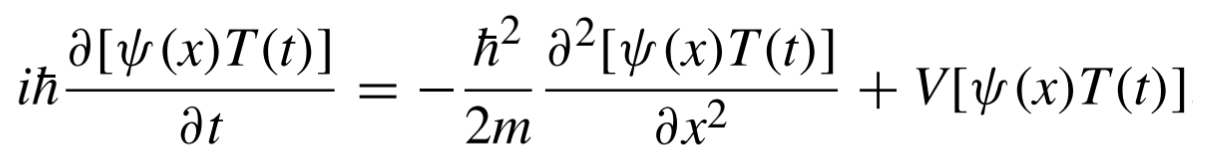 iℏ ∂[ψ(x)T(t)]/∂t = −ℏ²/2m ∂²[ψ(x)T(t)]/∂x² + V[ψ(x)T(t)]